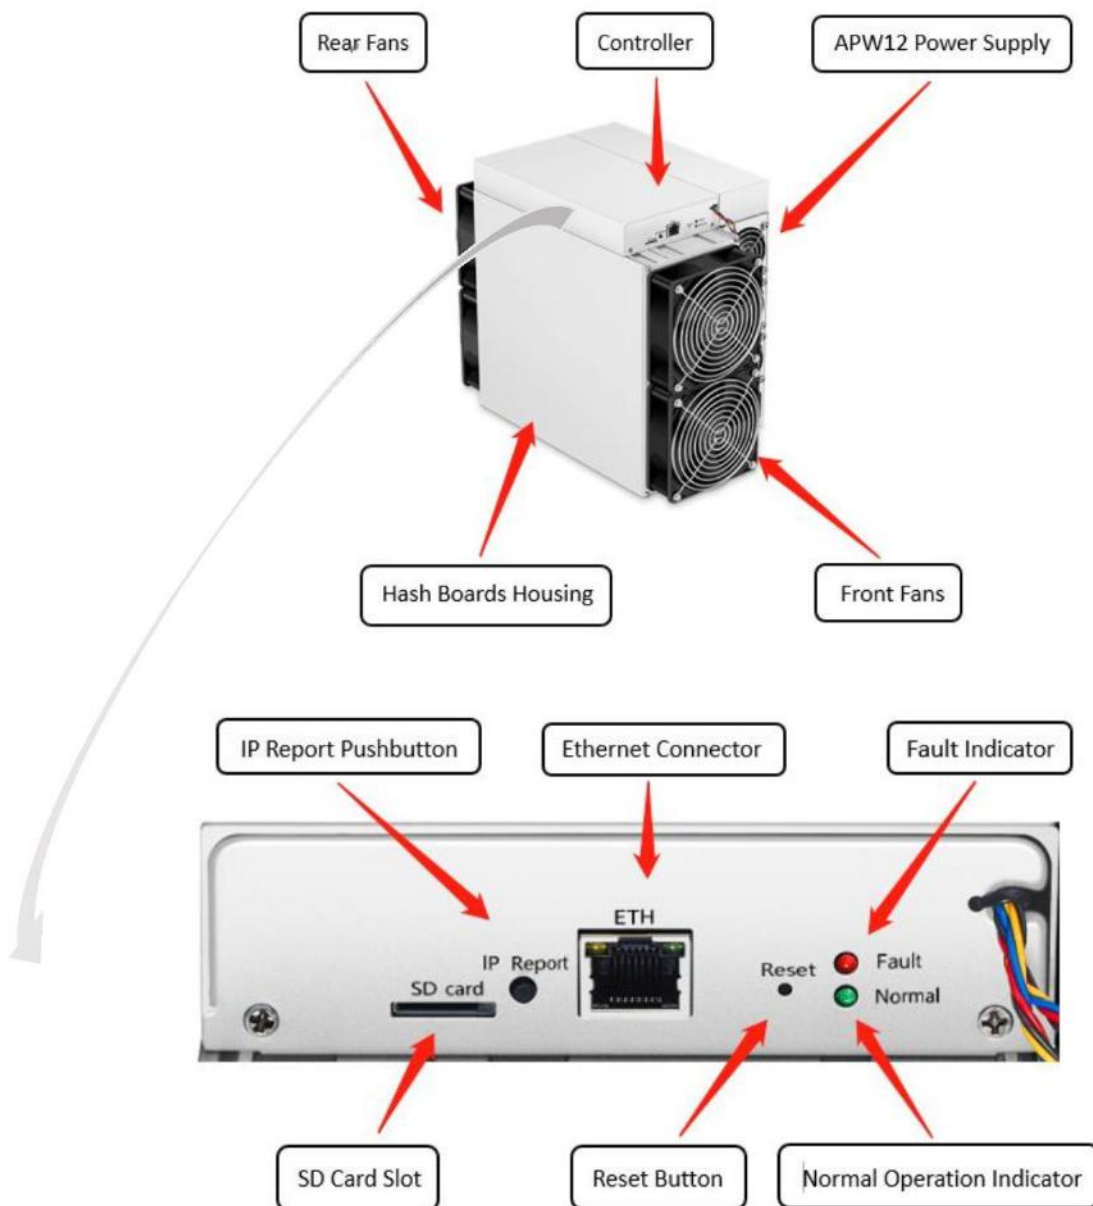 Rear Fans
Controller
APW12 Power Supply
Hash Boards Housing
Front Fans
IP Report Pushbutton
Ethernet Connector
Fault Indicator
ETH
IP Report
SD card
Reset
Fault
Normal
SD Card Slot
Reset Button
Normal Operation Indicator